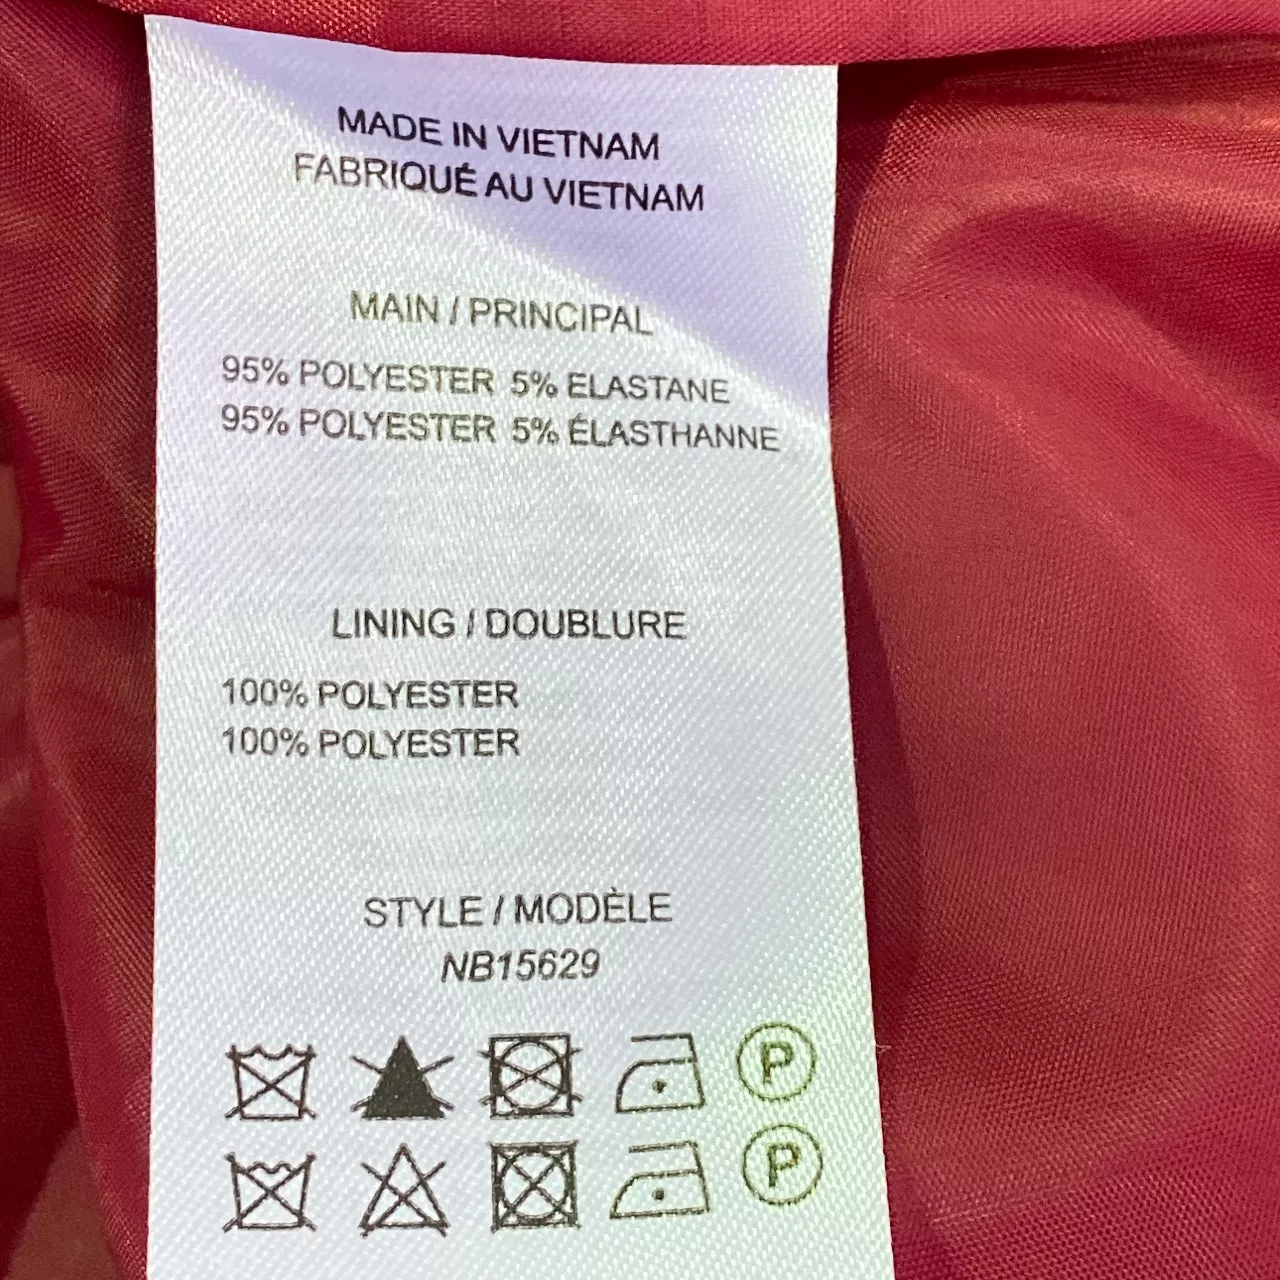 MADE IN VIETNAM
FABRIQUÉ AU VIETNAM
MAIN / PRINCIPAL
95% POLYESTER 5% ELASTANE
95% POLYESTER 5% ÉLASTHANNE
LINING / DOUBLURE
100% POLYESTER
100% POLYESTER
STYLE / MODÈLE
NB15629
P
P